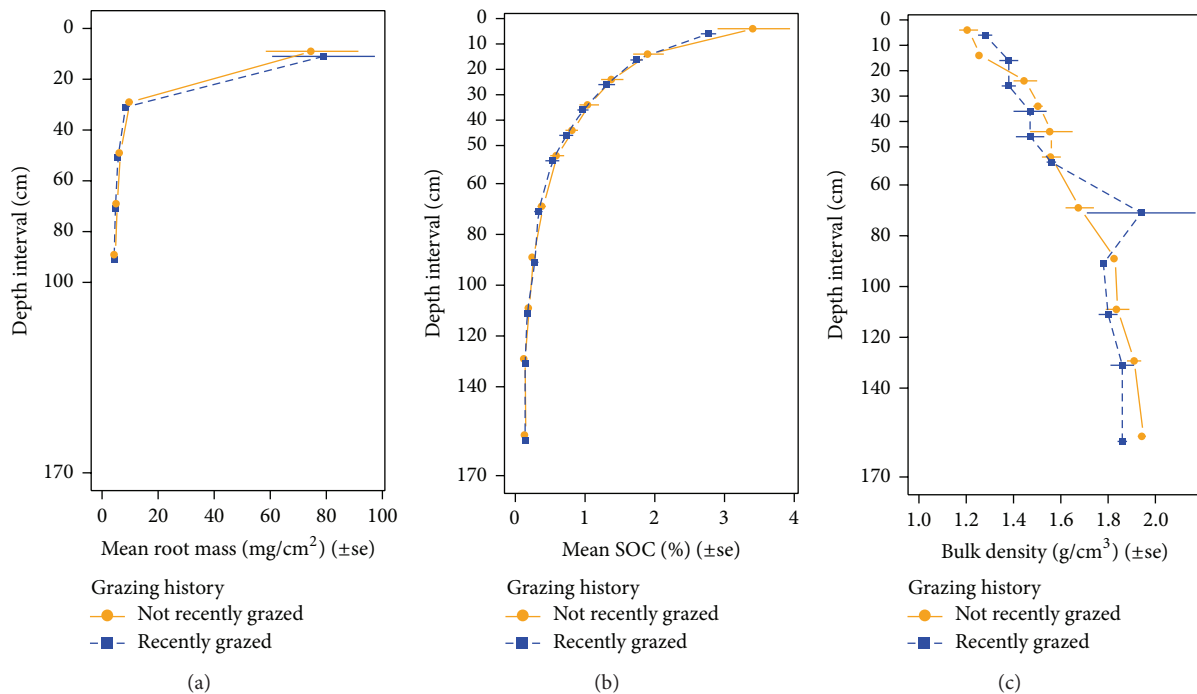 0
20
40
60
80
100
170
Depth interval (cm)
0 20 40 60 80 100
Mean root mass (mg/cm²) (±se)
Grazing history
Not recently grazed
Recently grazed
(a)
0
10
20
30
40
50
60
80
100
120
140
170
Depth interval (cm)
0 1 2 3 4
Mean SOC (%) (±se)
Grazing history
Not recently grazed
Recently grazed
(b)
0
10
20
30
40
50
60
80
100
120
140
170
Depth interval (cm)
1.0 1.2 1.4 1.6 1.8 2.0
Bulk density (g/cm³) (±se)
Grazing history
Not recently grazed
Recently grazed
(c)